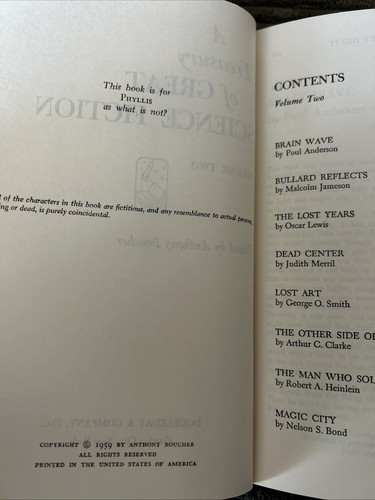 This book is for
PHYLLIS
as what is not?
of the characters in this book are fictitious, and any resemblance to actual persons,
ing or dead, is purely coincidental.
COPYRIGHT © 1959 BY ANTHONY BOUCHER
ALL RIGHTS RESERVED
PRINTED IN THE UNITED STATES OF AMERICA
CONTENTS
Volume Two
BRAIN WAVE
by Poul Anderson
BULLARD REFLECTS
by Malcolm Jameson
THE LOST YEARS
by Oscar Lewis
DEAD CENTER
by Judith Merril
LOST ART
by George O. Smith
THE OTHER SIDE OF
by Arthur C. Clarke
THE MAN WHO SOL
by Robert A. Heinlein
MAGIC CITY
by Nelson S. Bond